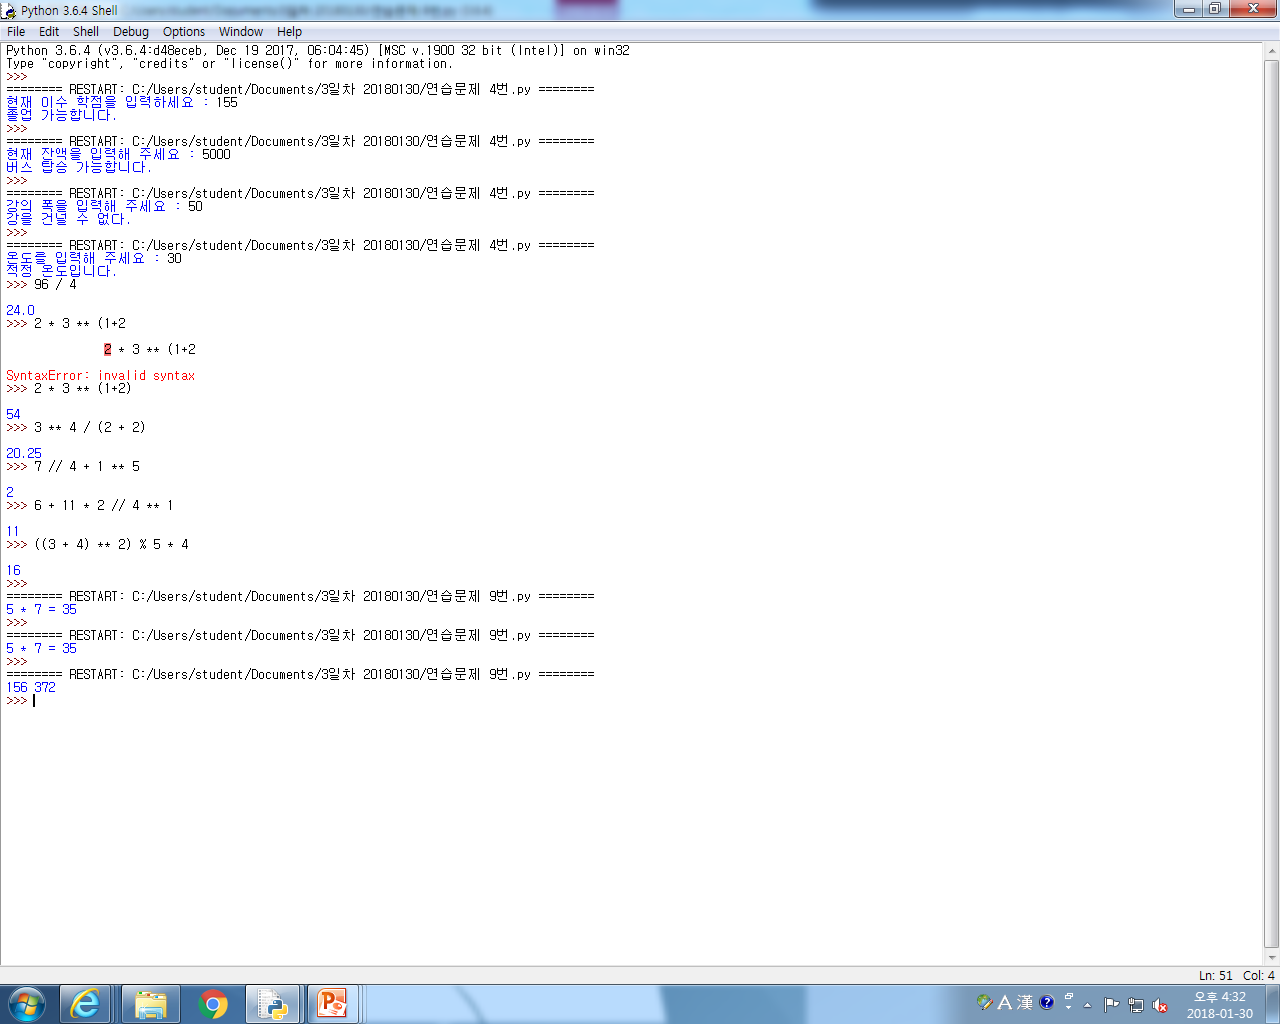 Python 3.6.4 Shell
File Edit Shell Debug Options Window Help
Python 3.6.4 (v3.6.4:d48eceb, Dec 19 2017, 06:04:45) [MSC v.1900 32 bit (Intel)] on win32
Type "copyright", "credits" or "license()" for more information.
>>>
======== RESTART: C:/Users/student/Documents/3일차 20180130/연습문제 4번.py ========
현재 이수 학점을 입력하세요 : 155
졸업 가능합니다.
>>>
======== RESTART: C:/Users/student/Documents/3일차 20180130/연습문제 4번.py ========
현재 잔액을 입력해 주세요 : 5000
버스 탑승 가능합니다.
>>>
======== RESTART: C:/Users/student/Documents/3일차 20180130/연습문제 4번.py ========
강의 폭을 입력해 주세요 : 50
강을 건널 수 없다.
>>>
======== RESTART: C:/Users/student/Documents/3일차 20180130/연습문제 4번.py ========
온도를 입력해 주세요 : 30
적정 온도입니다.
>>> 96 / 4
24.0
>>> 2 * 3 ** (1+2
2 * 3 ** (1+2
SyntaxError: invalid syntax
>>> 2 * 3 ** (1+2)
54
>>> 3 ** 4 / (2 + 2)
20.25
>>> 7 // 4 + 1 ** 5
2
>>> 6 + 11 * 2 // 4 ** 1
11
>>> ((3 + 4) ** 2) % 5 * 4
16
>>>
======== RESTART: C:/Users/student/Documents/3일차 20180130/연습문제 9번.py ========
5 * 7 = 35
>>>
======== RESTART: C:/Users/student/Documents/3일차 20180130/연습문제 9번.py ========
5 * 7 = 35
>>>
======== RESTART: C:/Users/student/Documents/3일차 20180130/연습문제 9번.py ========
156 372
>>>
Ln: 51 Col: 4
A 漢 오후 4:32
2018-01-30